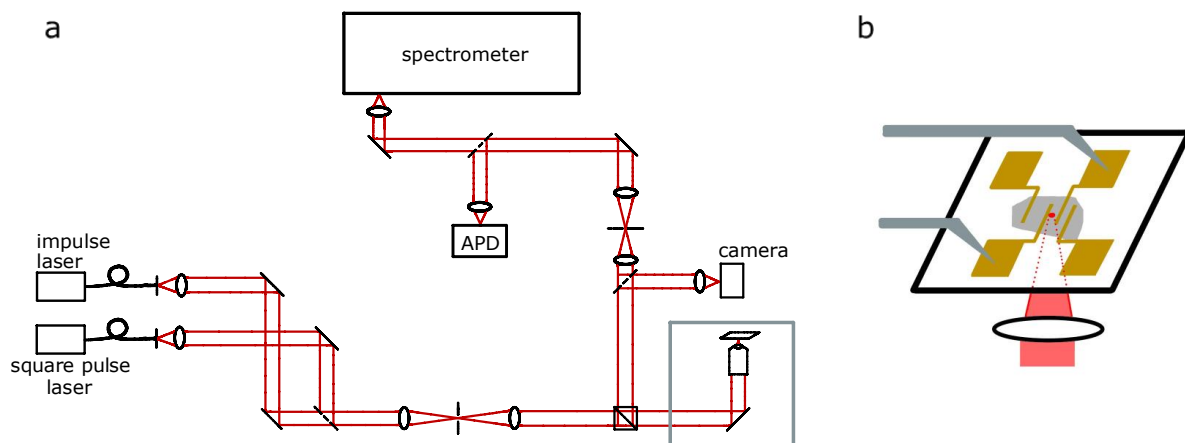 a
b
spectrometer
APD
camera
impulse
laser
square pulse
laser